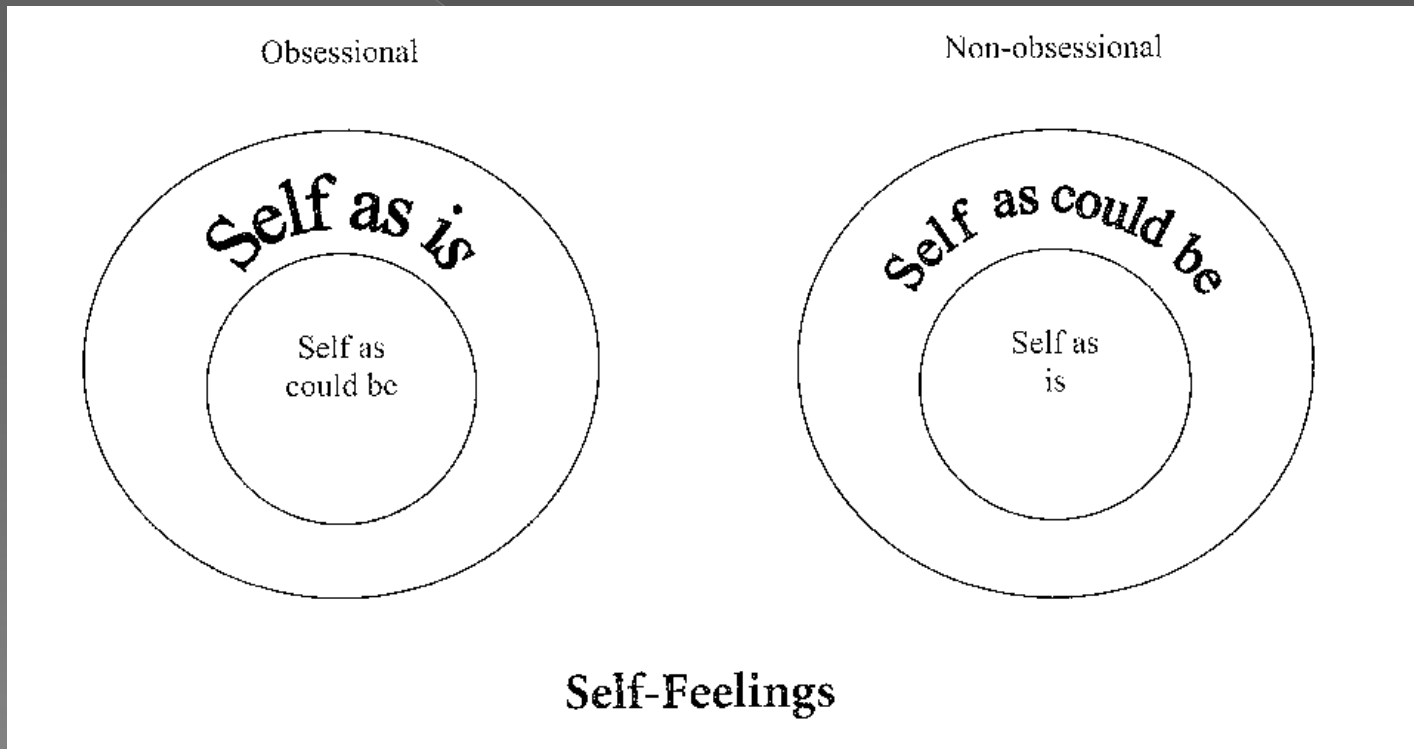 Obsessional
Non-obsessional
Self as is
Self as
could be
Self as could be
Self as
is
Self-Feelings